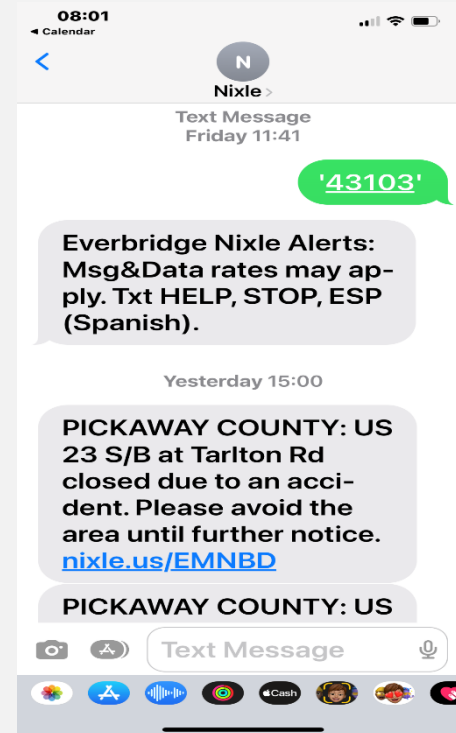 08:01
Calendar
N
Nixle
Text Message
Friday 11:41
'43103'
Everbridge Nixle Alerts:
Msg&Data rates may ap-
ply. Txt HELP, STOP, ESP
(Spanish).
Yesterday 15:00
PICKAWAY COUNTY: US
23 S/B at Tarlton Rd
closed due to an acci-
dent. Please avoid the
area until further notice.
nixle.us/EMNBD
PICKAWAY COUNTY: US
Text Message
Cash